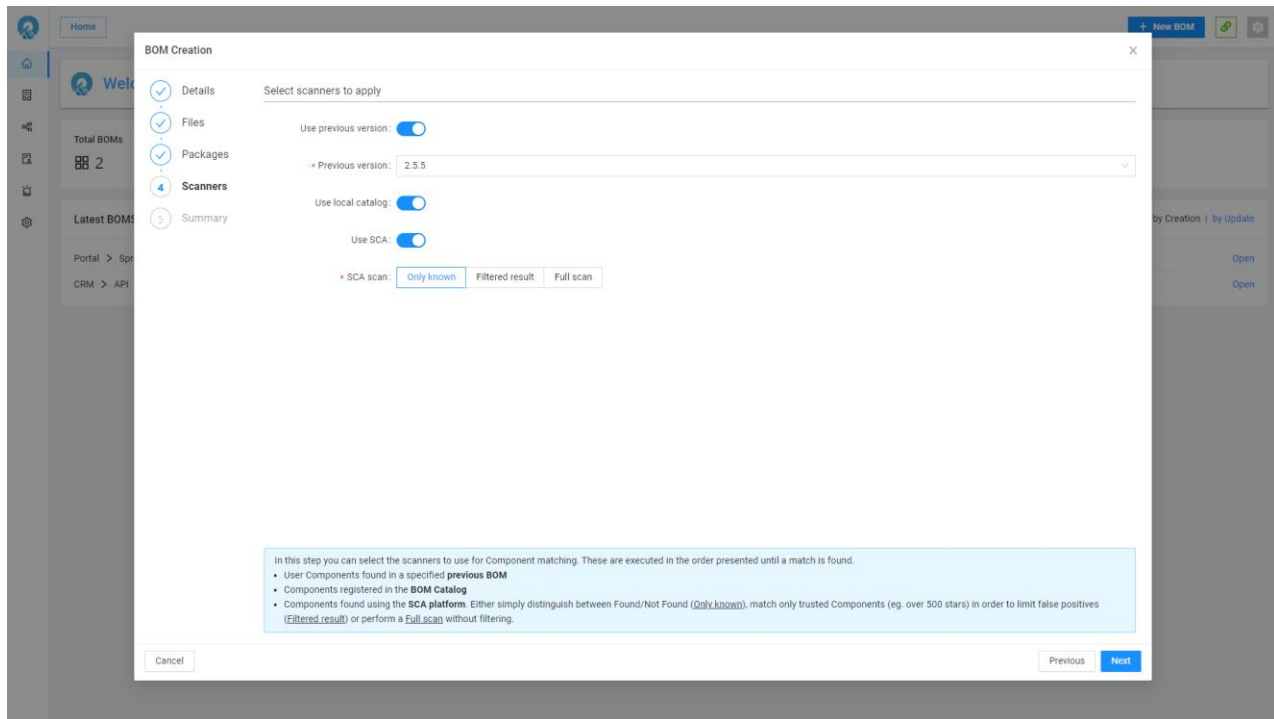 Home
+ New BOM
BOM Creation
Details
Select scanners to apply
Files
Use previous version:
Total BOMs
2
Packages
* Previous version: 2.5.5
4 Scanners
Use local catalog:
5 Summary
Latest BOMS
by Creation | by Update
Use SCA:
Portal > Spr
Open
* SCA scan: Only known Filtered result Full scan
CRM > API
Open
In this step you can select the scanners to use for Component matching. These are executed in the order presented until a match is found.
• User Components found in a specified previous BOM
• Components registered in the BOM Catalog
• Components found using the SCA platform. Either simply distinguish between Found/Not Found (Only known), match only trusted Components (eg. over 500 stars) in order to limit false positives
(Filtered result) or perform a Full scan without filtering.
Cancel
Previous
Next